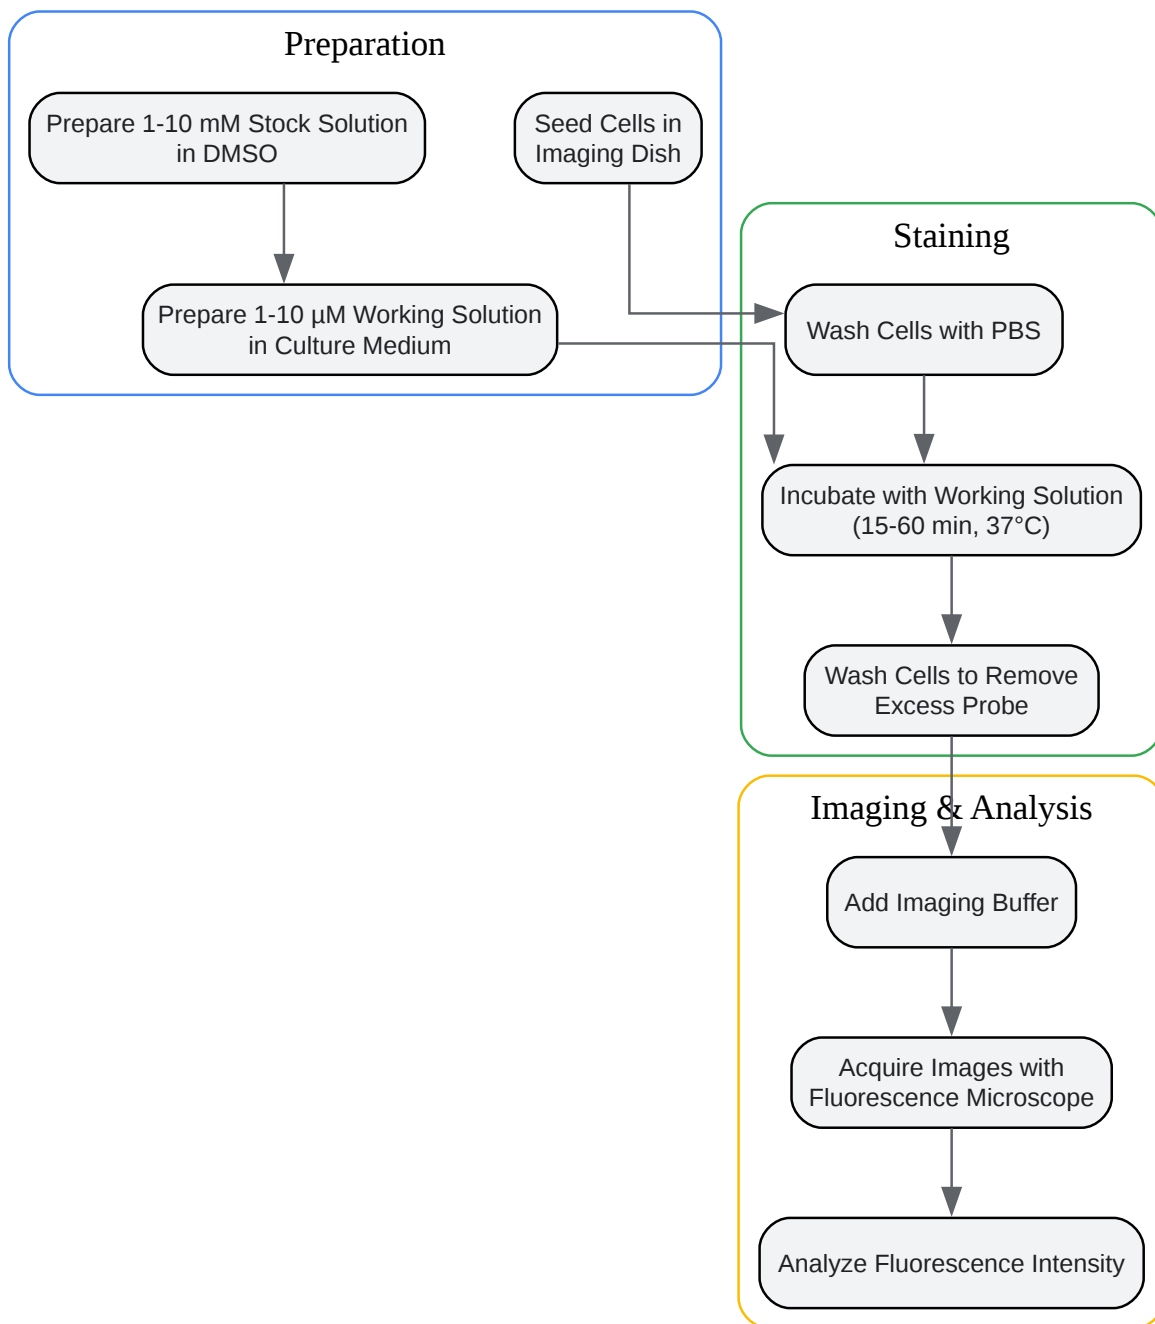 Preparation
Prepare 1-10 mM Stock Solution
in DMSO
Seed Cells in
Imaging Dish
Prepare 1-10 µM Working Solution
in Culture Medium
Staining
Wash Cells with PBS
Incubate with Working Solution
(15-60 min, 37°C)
Wash Cells to Remove
Excess Probe
Imaging & Analysis
Add Imaging Buffer
Acquire Images with
Fluorescence Microscope
Analyze Fluorescence Intensity